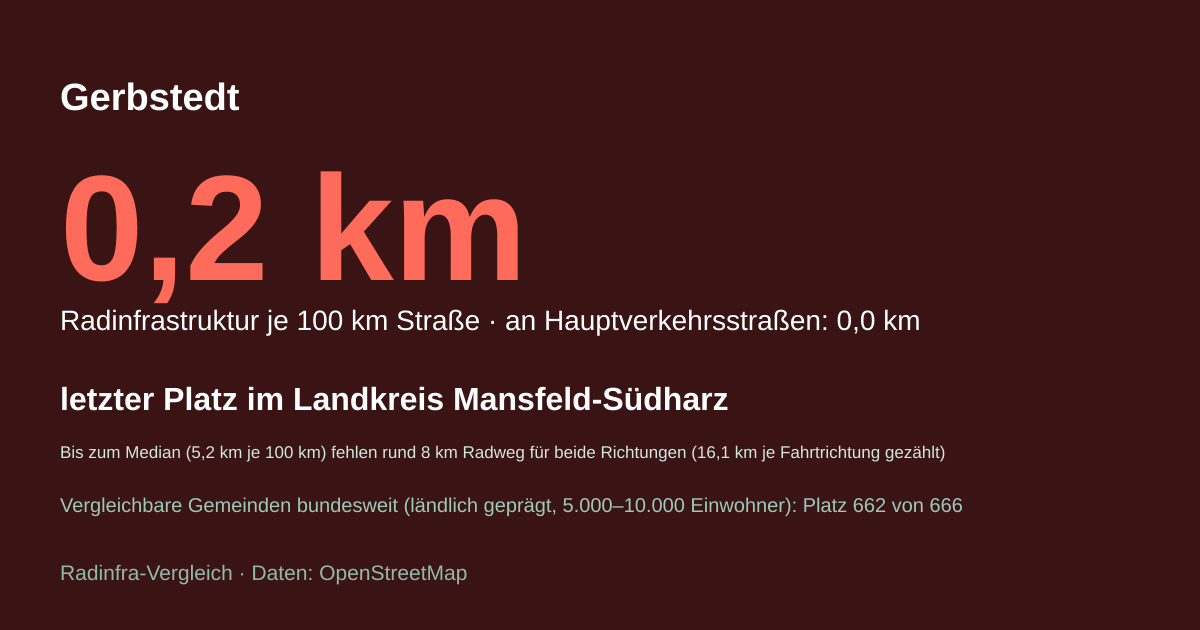 Gerbstedt
0,2 km
Radinfrastruktur je 100 km Straße · an Hauptverkehrsstraßen: 0,0 km
letzter Platz im Landkreis Mansfeld-Südharz
Bis zum Median (5,2 km je 100 km) fehlen rund 8 km Radweg für beide Richtungen (16,1 km je Fahrtrichtung gezählt)
Vergleichbare Gemeinden bundesweit (ländlich geprägt, 5.000–10.000 Einwohner): Platz 662 von 666
Radinfra-Vergleich · Daten: OpenStreetMap